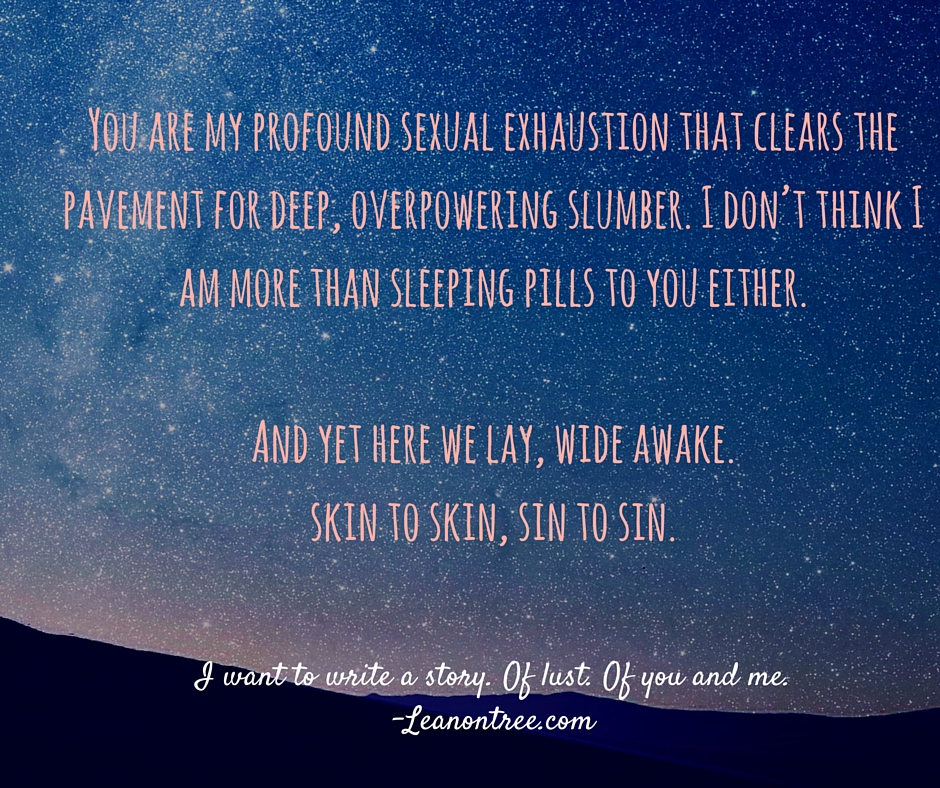 You are my profound sexual exhaustion that clears the
pavement for deep, overpowering slumber. I don’t think I
am more than sleeping pills to you either.
And yet here we lay, wide awake.
skin to skin, sin to sin.
I want to write a story. Of lust. Of you and me.
-Leanontree.com